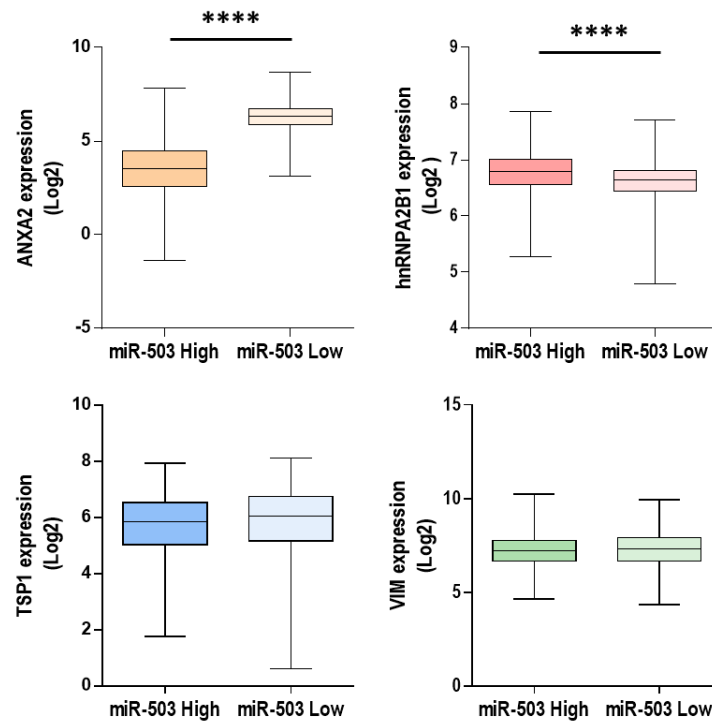 ****
ANXA2 expression
(Log2)
10
5
0
-5
miR-503 High
miR-503 Low
****
hnRNPA2B1 expression
(Log2 )
9
8
7
6
5
4
miR-503 High
miR-503 Low
TSP1 expression
(Log2)
10
8
6
4
2
0
miR-503 High
miR-503 Low
VIM expression
(Log2)
15
10
5
0
miR-503 High
miR-503 Low